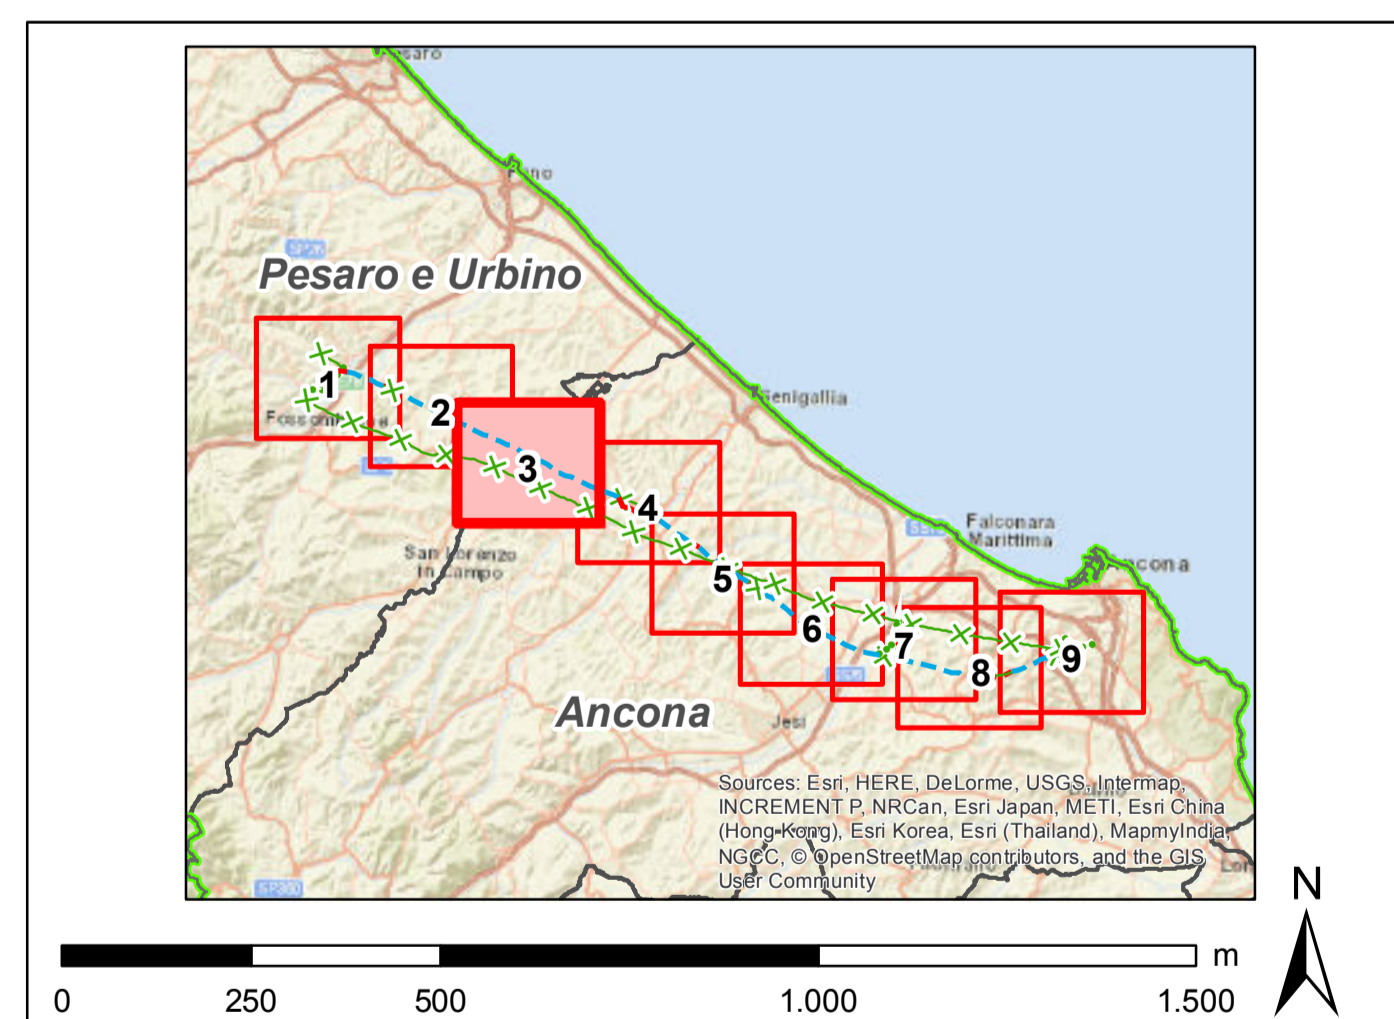 Pesaro e Urbino
1
2
3
San Lorenzo
In Campo
Senigallia
4
5
6
7
8
9
Falconara
Marittima
Ancona
Jesi
Sources: Esri, HERE, DeLorme, USGS, Intermap,
INCREMENT P, NRCan, Esri Japan, METI, Esri China
(Hong Kong), Esri Korea, Esri (Thailand), MapmyIndia,
NGCC, © OpenStreetMap contributors, and the GIS
User Community
SP360
N
m
0 250 500 1.000 1.500